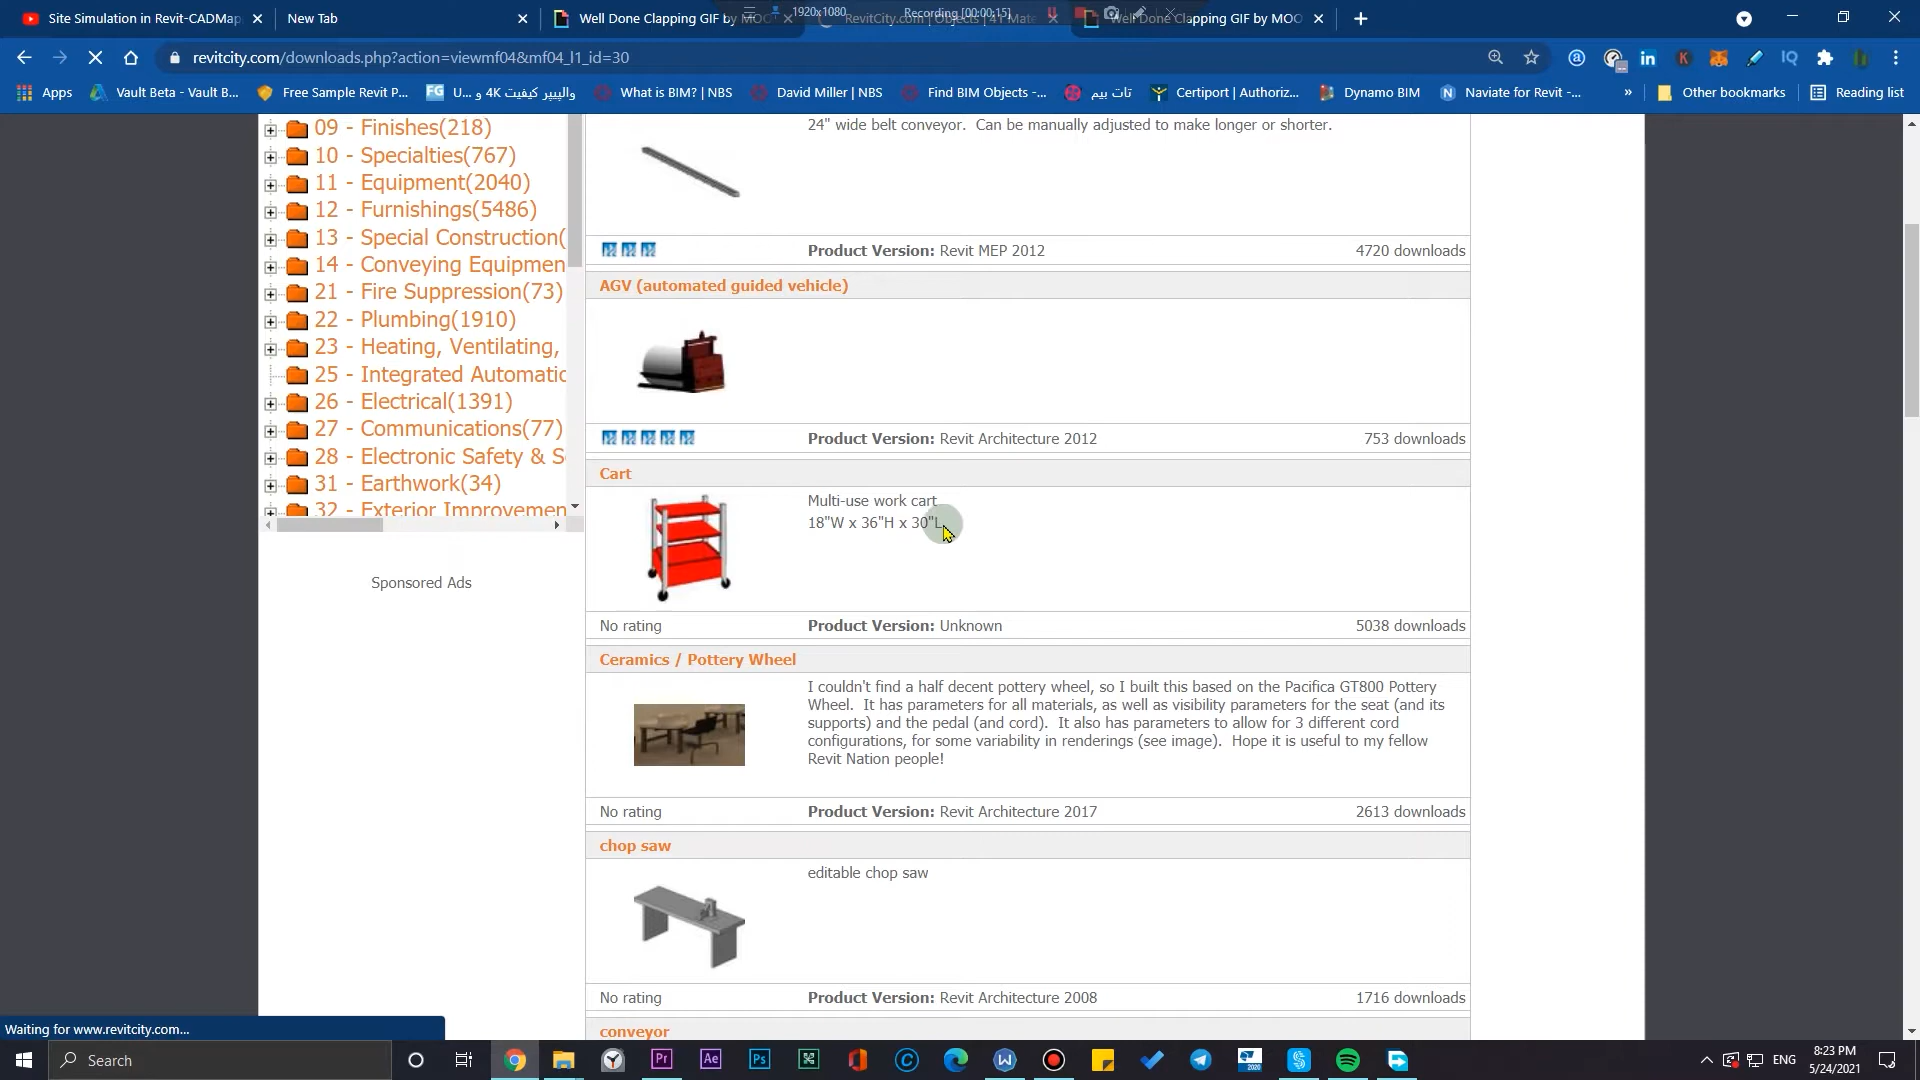 Site Simulation in Revit-CADMa
New Tab
Well Done Clapping GIF by MOO
RevitCity.com | Objects | 41 Mate
Well Done Clapping GIF by MOO
1920x1080
Recording [00:00:15]
revitcity.com/downloads.php?action=viewmf04&mf04_l1_id=30
Apps
Vault Beta - Vault B...
Free Sample Revit P...
والپیپر کیفیت 4K و ...U
What is BIM? | NBS
David Miller | NBS
Find BIM Objects -...
تات بیم
Certiport | Authoriz...
Dynamo BIM
Naviate for Revit -...
»
Other bookmarks
Reading list
09 - Finishes(218)
10 - Specialties(767)
11 - Equipment(2040)
12 - Furnishings(5486)
13 - Special Construction(
14 - Conveying Equipmen
21 - Fire Suppression(73)
22 - Plumbing(1910)
23 - Heating, Ventilating,
25 - Integrated Automatic
26 - Electrical(1391)
27 - Communications(77)
28 - Electronic Safety & S
31 - Earthwork(34)
32 - Exterior Improvemen
Sponsored Ads
24" wide belt conveyor. Can be manually adjusted to make longer or shorter.
Product Version: Revit MEP 2012
4720 downloads
AGV (automated guided vehicle)
Product Version: Revit Architecture 2012
753 downloads
Cart
Multi-use work cart
18"W x 36"H x 30"L
No rating
Product Version: Unknown
5038 downloads
Ceramics / Pottery Wheel
I couldn't find a half decent pottery wheel, so I built this based on the Pacifica GT800 Pottery
Wheel. It has parameters for all materials, as well as visibility parameters for the seat (and its
supports) and the pedal (and cord). It also has parameters to allow for 3 different cord
configurations, for some variability in renderings (see image). Hope it is useful to my fellow
Revit Nation people!
No rating
Product Version: Revit Architecture 2017
2613 downloads
chop saw
editable chop saw
No rating
Product Version: Revit Architecture 2008
1716 downloads
conveyor
Waiting for www.revitcity.com...
Search
ENG
8:23 PM
5/24/2021